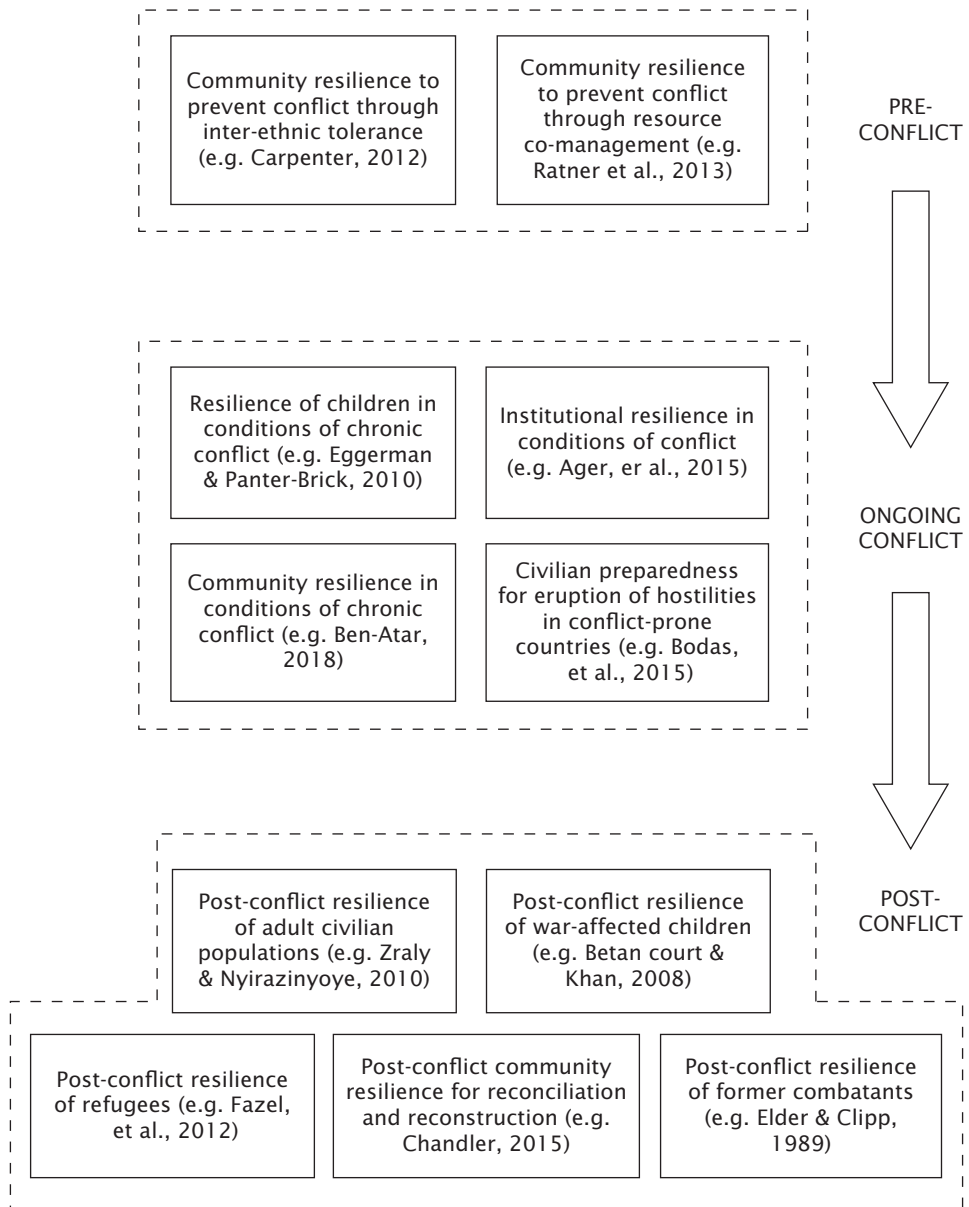 Community resilience to
prevent conflict through
inter-ethnic tolerance
(e.g. Carpenter, 2012)
Community resilience
to prevent conflict
through resource
co-management (e.g.
Ratner et al., 2013)
PRE-
CONFLICT
Resilience of children in
conditions of chronic
conflict (e.g. Eggerman
& Panter-Brick, 2010)
Institutional resilience in
conditions of conflict
(e.g. Ager, er al., 2015)
ONGOING
CONFLICT
Community resilience in
conditions of chronic
conflict (e.g. Ben-Atar,
2018)
Civilian preparedness
for eruption of hostilities
in conflict-prone
countries (e.g. Bodas,
et al., 2015)
Post-conflict resilience
of adult civilian
populations (e.g. Zraly
& Nyirazinyoye, 2010)
Post-conflict resilience
of war-affected children
(e.g. Betan court &
Khan, 2008)
POST-
CONFLICT
Post-conflict resilience
of refugees (e.g. Fazel,
et al., 2012)
Post-conflict community
resilience for reconciliation
and reconstruction (e.g.
Chandler, 2015)
Post-conflict resilience
of former combatants
(e.g. Elder & Clipp,
1989)